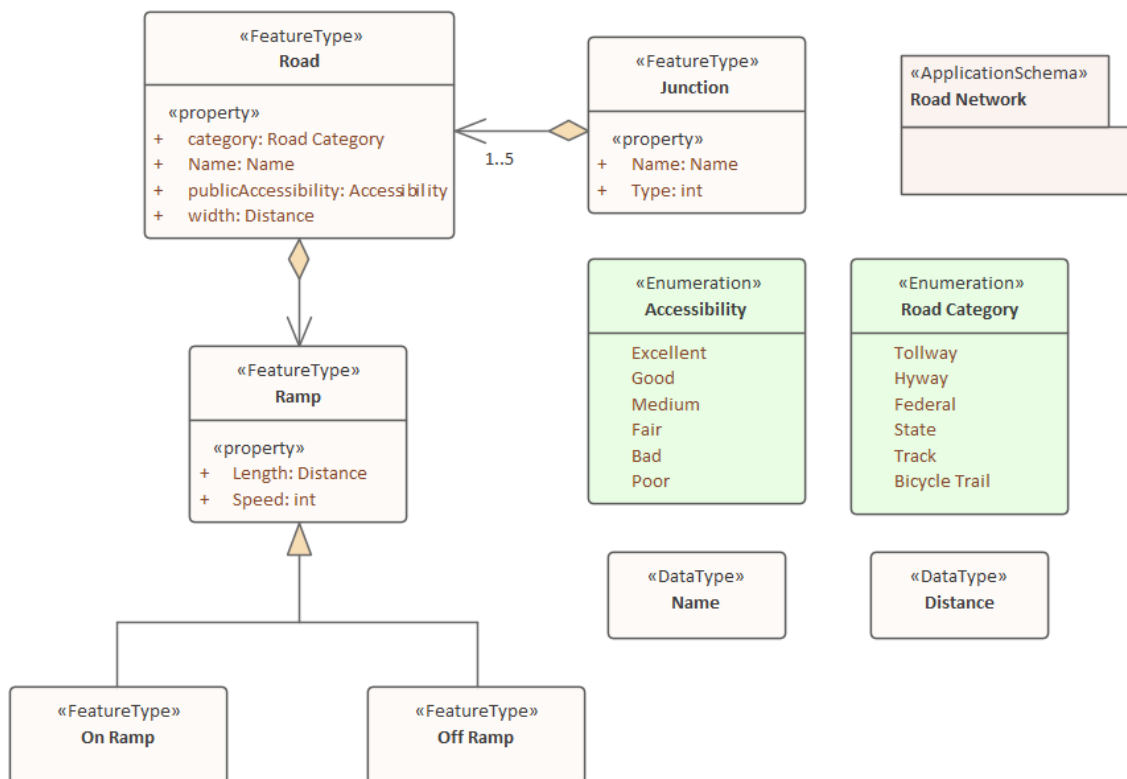 «FeatureType»
Road
«property»
+ category: Road Category
+ Name: Name
+ publicAccessibility: Accessibility
+ width: Distance
1..5
«FeatureType»
Junction
«property»
+ Name: Name
+ Type: int
«ApplicationSchema»
Road Network
«FeatureType»
Ramp
«property»
+ Length: Distance
+ Speed: int
«Enumeration»
Accessibility
Excellent
Good
Medium
Fair
Bad
Poor
«Enumeration»
Road Category
Tollway
Hyway
Federal
State
Track
Bicycle Trail
«DataType»
Name
«DataType»
Distance
«FeatureType»
On Ramp
«FeatureType»
Off Ramp